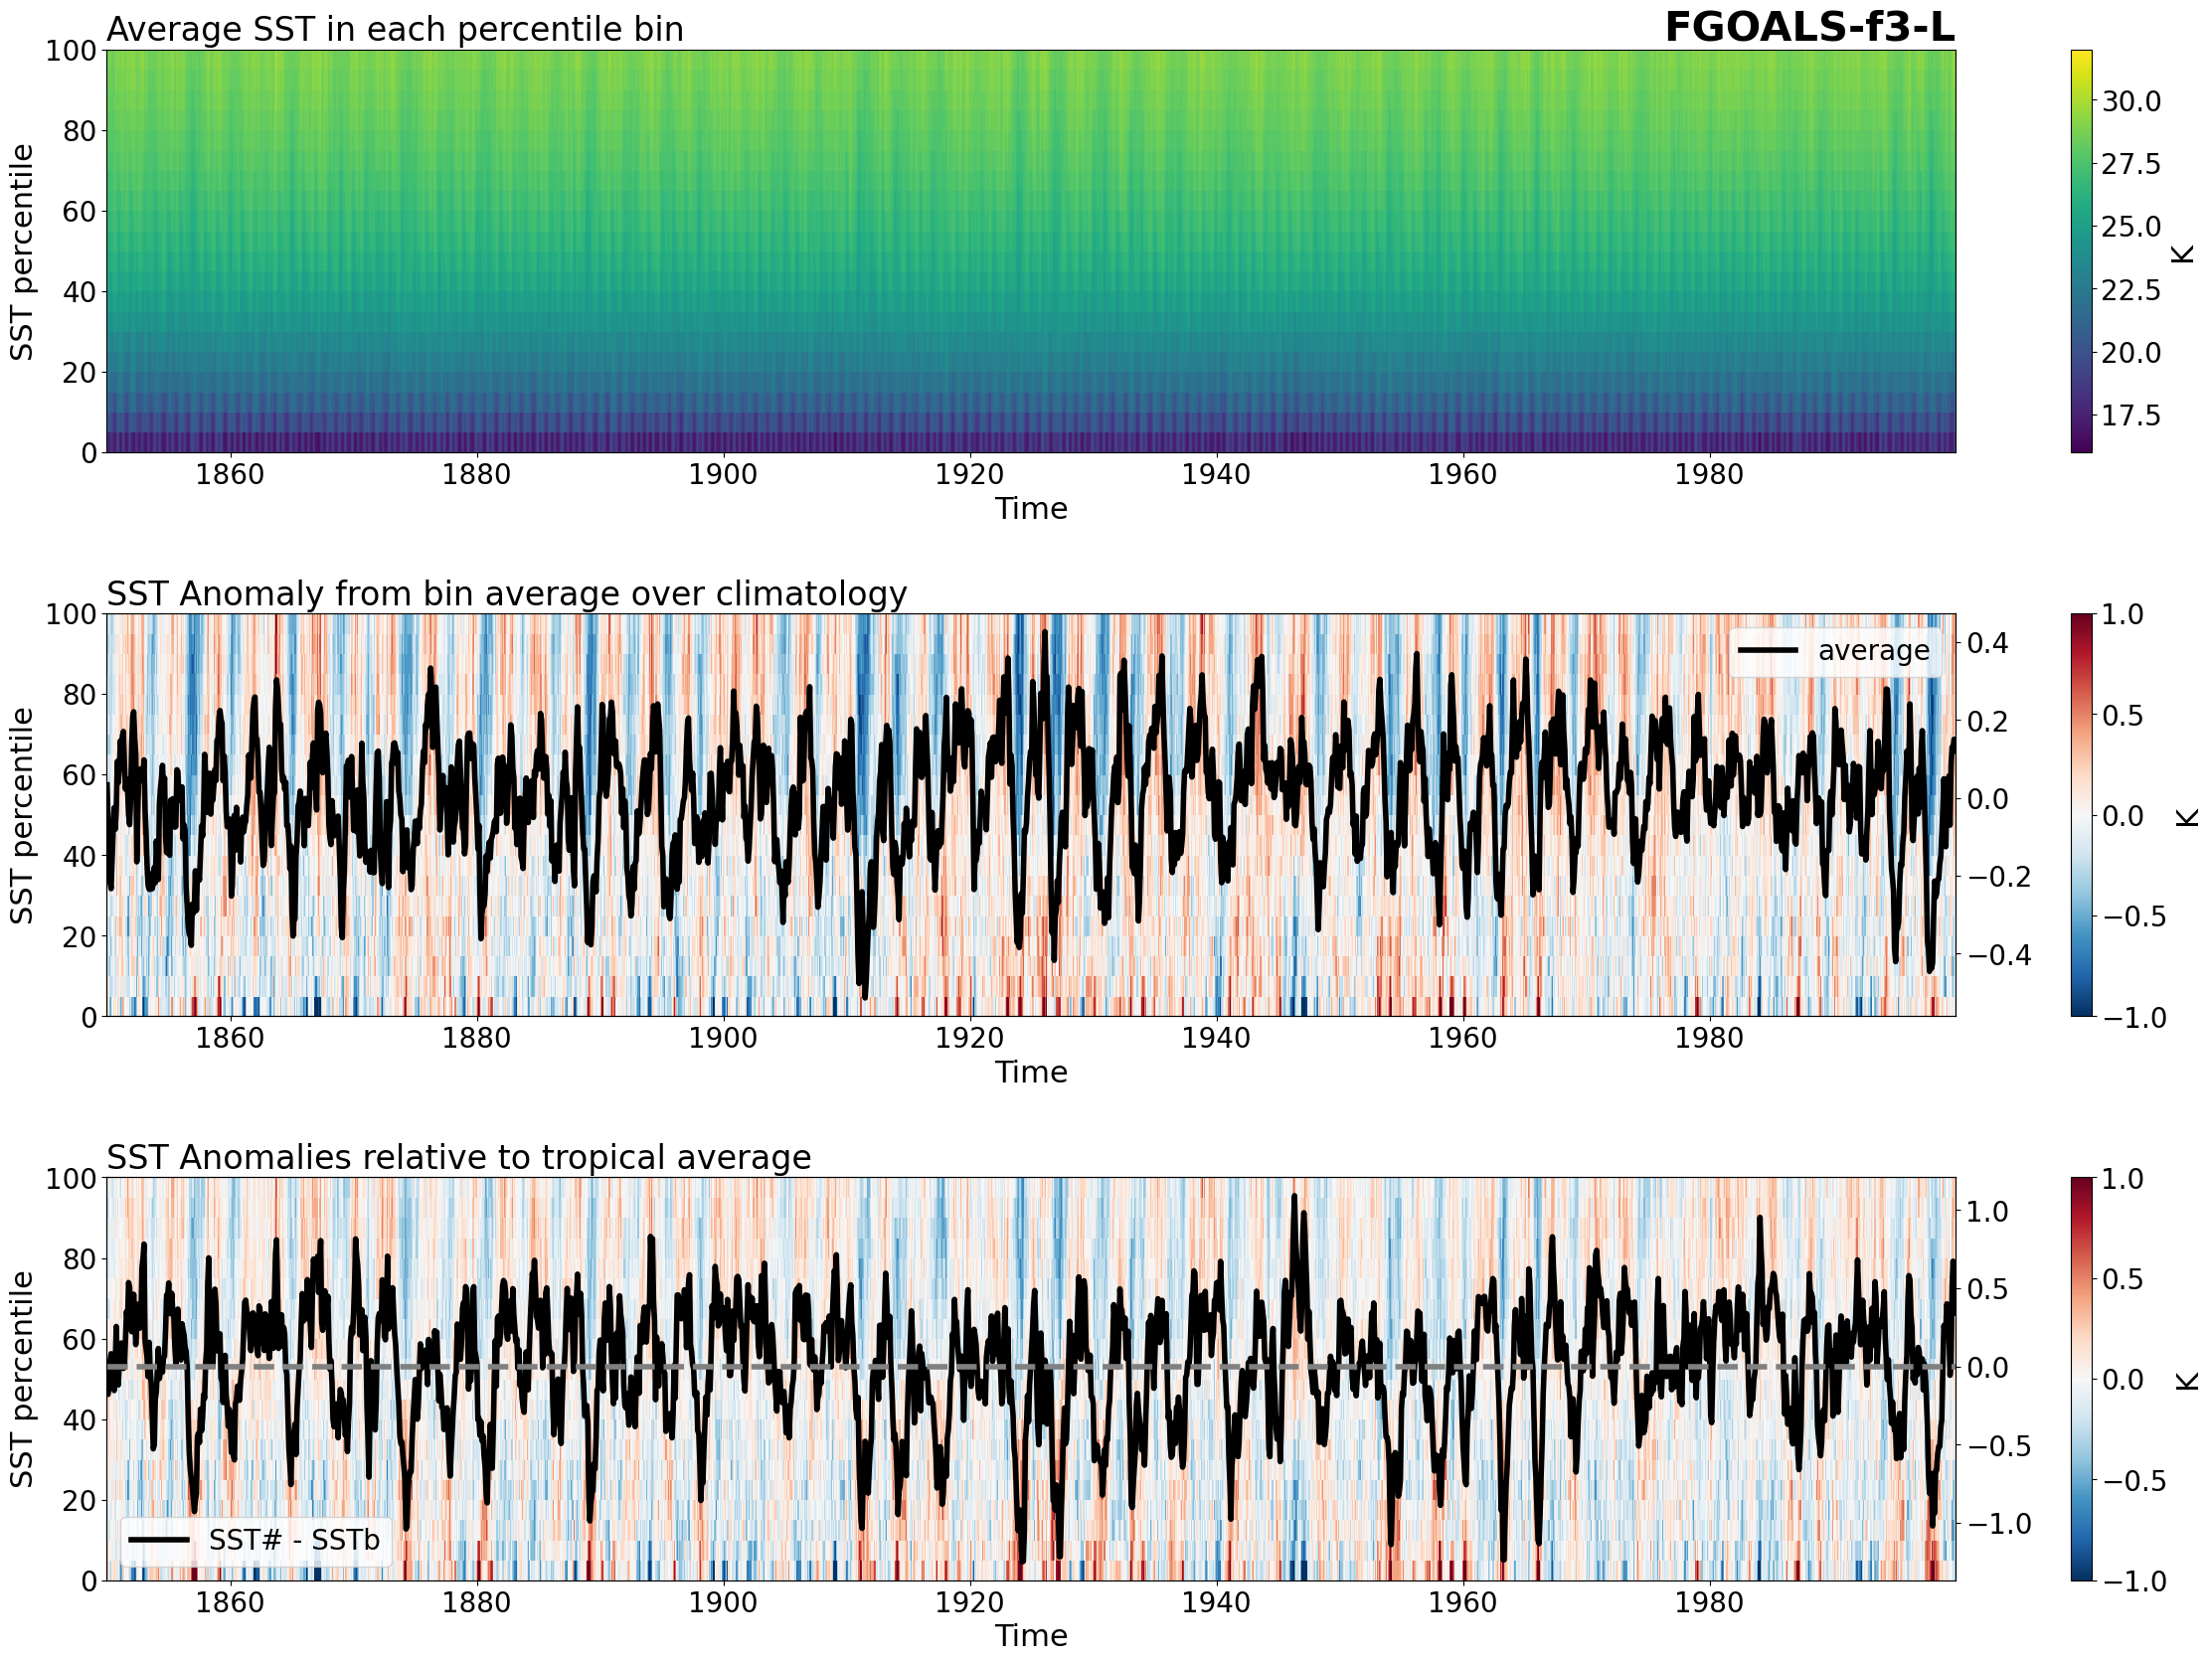 Average SST in each percentile bin FGOALS-f3-L
100
80
60
40
20
0
SST percentile
1860 1880 1900 1920 1940 1960 1980
Time
30.0
27.5
25.0
22.5
20.0
17.5
K
SST Anomaly from bin average over climatology
100
80
60
40
20
0
SST percentile
1860 1880 1900 1920 1940 1960 1980
Time
average
0.4
0.2
0.0
−0.2
−0.4
1.0
0.5
0.0
−0.5
−1.0
K
SST Anomalies relative to tropical average
100
80
60
40
20
0
SST percentile
SST# - SSTb
1860 1880 1900 1920 1940 1960 1980
Time
1.0
0.5
0.0
−0.5
−1.0
1.0
0.5
0.0
−0.5
−1.0
K